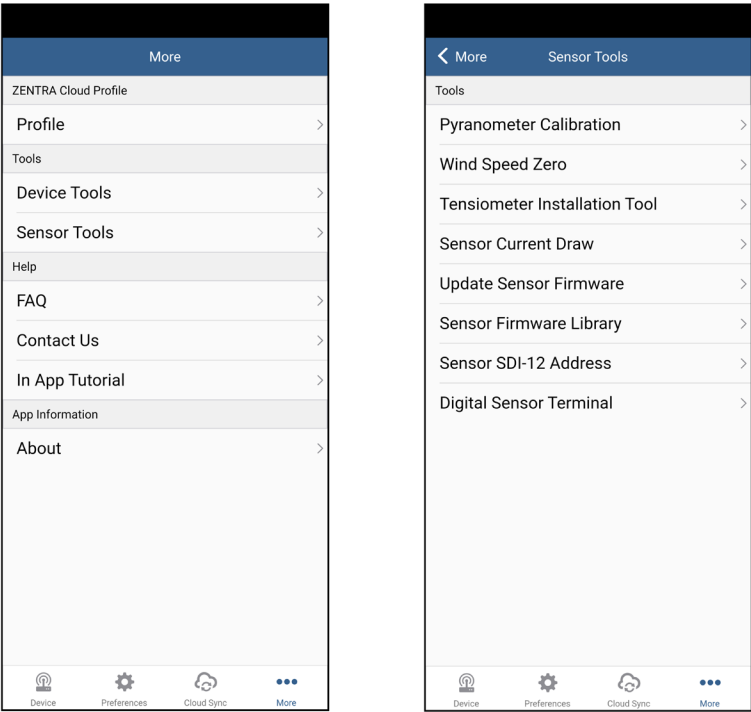 More
ZENTRA Cloud Profile
Profile
Tools
Device Tools
Sensor Tools
Help
FAQ
Contact Us
In App Tutorial
App Information
About
Device
Preferences
Cloud Sync
More
More
Sensor Tools
Tools
Pyranometer Calibration
Wind Speed Zero
Tensiometer Installation Tool
Sensor Current Draw
Update Sensor Firmware
Sensor Firmware Library
Sensor SDI-12 Address
Digital Sensor Terminal
Device
Preferences
Cloud Sync
More